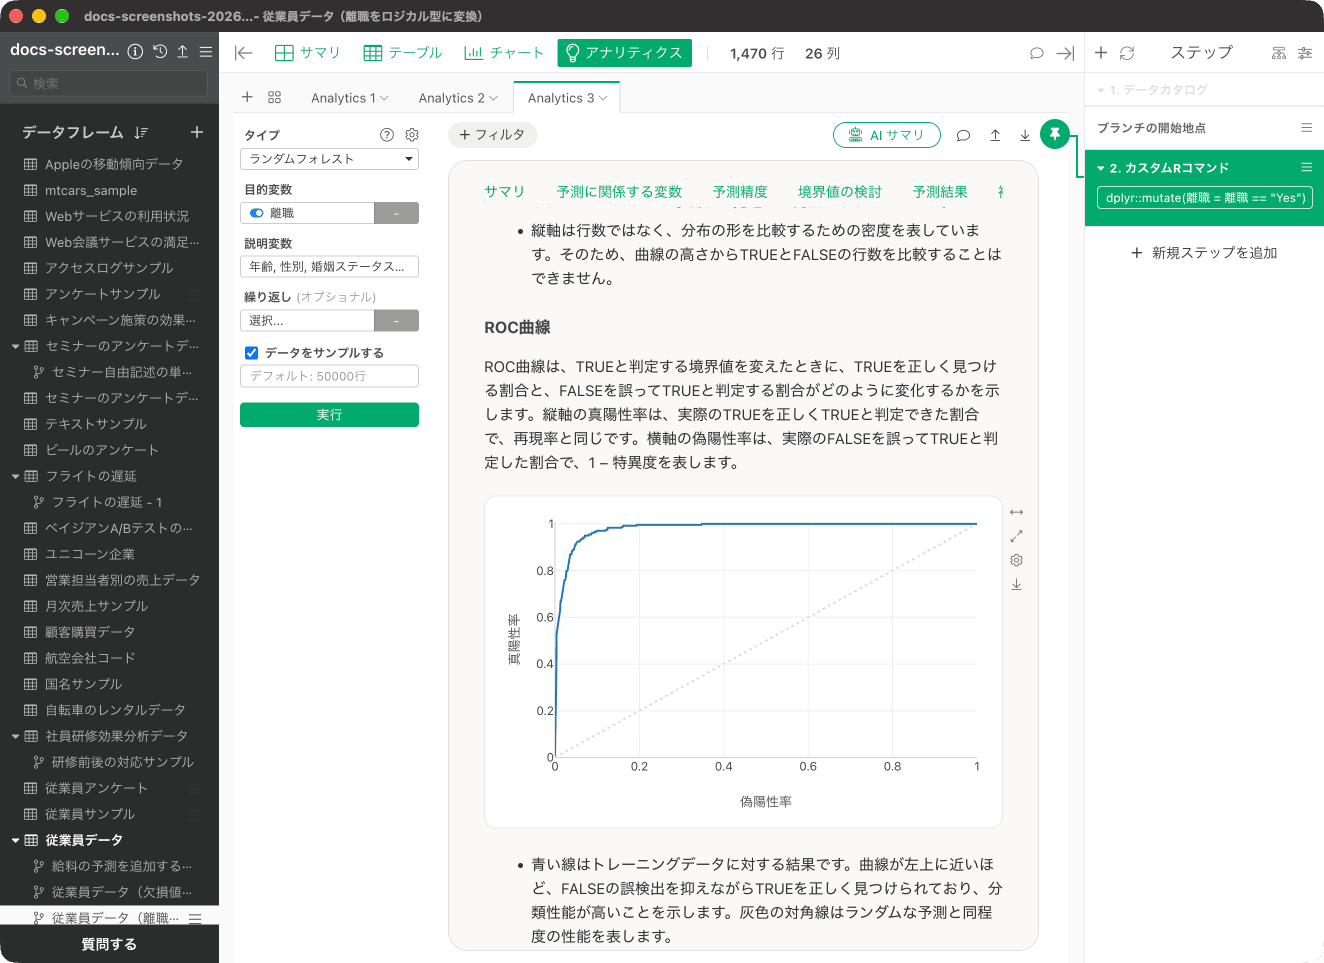 docs-screenshots-2026...- 従業員データ（離職をロジカル型に変換）
docs-screen...
検索
データフレーム
Appleの移動傾向データ
mtcars_sample
Webサービスの利用状況
Web会議サービスの満足...
アクセスログサンプル
アンケートサンプル
キャンペーン施策の効果...
セミナーのアンケートデ...
セミナー自由記述の単...
セミナーのアンケートデ...
テキストサンプル
ビールのアンケート
フライトの遅延
フライトの遅延 - 1
ベイジアンA/Bテストの...
ユニコーン企業
営業担当者別の売上データ
月次売上サンプル
顧客購買データ
航空会社コード
国名サンプル
自転車のレンタルデータ
社員研修効果分析データ
研修前後の対応サンプル
従業員アンケート
従業員サンプル
従業員データ
給料の予測を追加する...
従業員データ（欠損値...
従業員データ（離職...
質問する
サマリ
テーブル
チャート
アナリティクス
1,470 行
26 列
Analytics 1
Analytics 2
Analytics 3
タイプ
ランダムフォレスト
目的変数
離職
-
説明変数
年齢, 性別, 婚姻ステータス...
繰り返し (オプショナル)
選択...
-
データをサンプルする
デフォルト: 50000行
実行
+ フィルタ
AI サマリ
サマリ
予測に関係する変数
予測精度
境界値の検討
予測結果
• 縦軸は行数ではなく、分布の形を比較するための密度を表していま
す。そのため、曲線の高さからTRUEとFALSEの行数を比較することは
できません。
ROC曲線
ROC曲線は、TRUEと判定する境界値を変えたときに、TRUEを正しく見つけ
る割合と、FALSEを誤ってTRUEと判定する割合がどのように変化するかを示
します。縦軸の真陽性率は、実際のTRUEを正しくTRUEと判定できた割合
で、再現率と同じです。横軸の偽陽性率は、実際のFALSEを誤ってTRUEと判
定した割合で、1 – 特異度を表します。
1
0.8
0.6
0.4
0.2
0
真陽性率
0
0.2
0.4
0.6
0.8
1
偽陽性率
• 青い線はトレーニングデータに対する結果です。曲線が左上に近いほ
ど、FALSEの誤検出を抑えながらTRUEを正しく見つけられており、分
類性能が高いことを示します。灰色の対角線はランダムな予測と同程
度の性能を表します。
ステップ
1. データカタログ
ブランチの開始地点
2. カスタムRコマンド
dplyr::mutate(離職 = 離職 == "Yes")
+ 新規ステップを追加